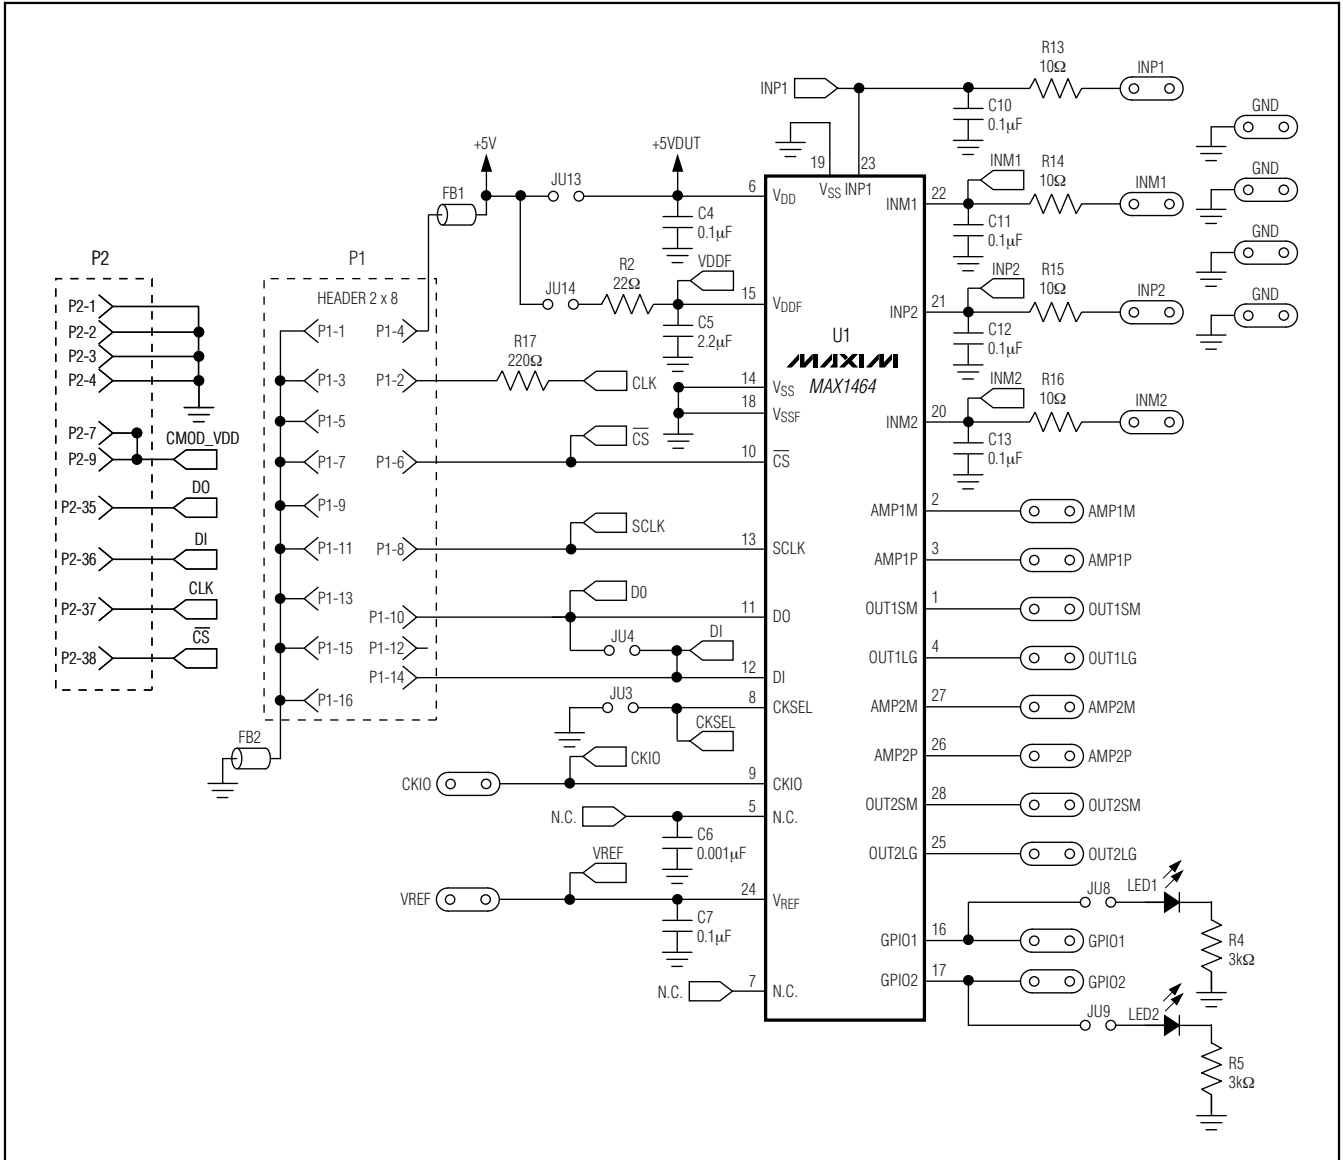 R13
10Ω
INP1
INP1
C10
0.1μF
GND
+5V
+5VDUT
19
23
INM1
R14
10Ω
INM1
GND
JU13
6
VDD
VSS INP1
INM1
22
FB1
C4
0.1μF
C11
0.1μF
GND
P2
P1
R2
22Ω
VDDF
INP2
R15
10Ω
INP2
GND
HEADER 2 x 8
JU14
15
VDDF
INP2
21
P2-1
P2-2
P2-3
P2-4
P1-1
P1-4
C5
2.2μF
U1
MAXIM
MAX1464
C12
0.1μF
R17
220Ω
P1-3
P1-2
CLK
14
VSS
18
VSSF
INM2
R16
10Ω
INM2
INM2
20
P1-5
P2-7
CMOD_VDD
P2-9
CS
C13
0.1μF
P1-7
P1-6
10
CS
DO
P2-35
P1-9
AMP1M
2
AMP1M
SCLK
DI
P2-36
P1-11
P1-8
13
SCLK
AMP1P
3
AMP1P
CLK
P2-37
P1-13
DO
P1-10
11
DO
OUT1SM
1
OUT1SM
CS
P2-38
P1-15
P1-12
JU4
DI
OUT1LG
4
OUT1LG
P1-14
12
DI
P1-16
JU3
8
CKSEL
AMP2M
27
AMP2M
CKSEL
FB2
CKIO
AMP2P
26
AMP2P
CKIO
9
CKIO
OUT2SM
28
OUT2SM
N.C.
5
N.C.
C6
0.001μF
VREF
OUT2LG
25
OUT2LG
VREF
24
VREF
C7
0.1μF
JU8
LED1
GPIO1
16
GPIO1
R4
3kΩ
GPIO2
17
GPIO2
N.C.
7
N.C.
JU9
LED2
R5
3kΩ